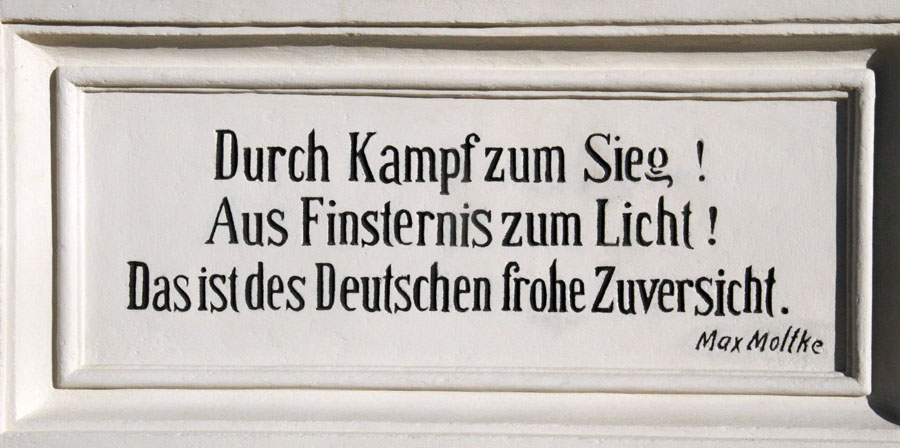 Durch Kampf zum Sieg !
Aus Finsternis zum Licht !
Das ist des Deutschen frohe Zuversicht.
Max Moltke